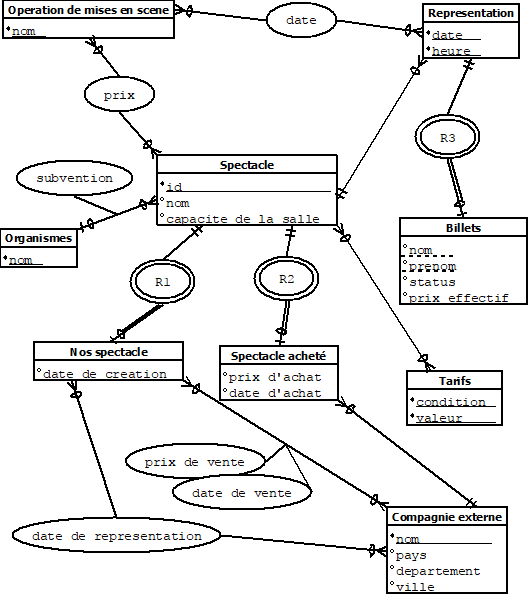 Operation de mises en scene
nom
date
Representation
date
heure
prix
R3
Spectacle
id
nom
capacite de la salle
subvention
Organismes
nom
Billets
nom
prenom
status
prix effectif
R1
R2
Nos spectacle
date de creation
Spectacle acheté
prix d'achat
date d'achat
Tarifs
condition
valeur
prix de vente
date de vente
date de representation
Compagnie externe
nom
pays
departement
ville